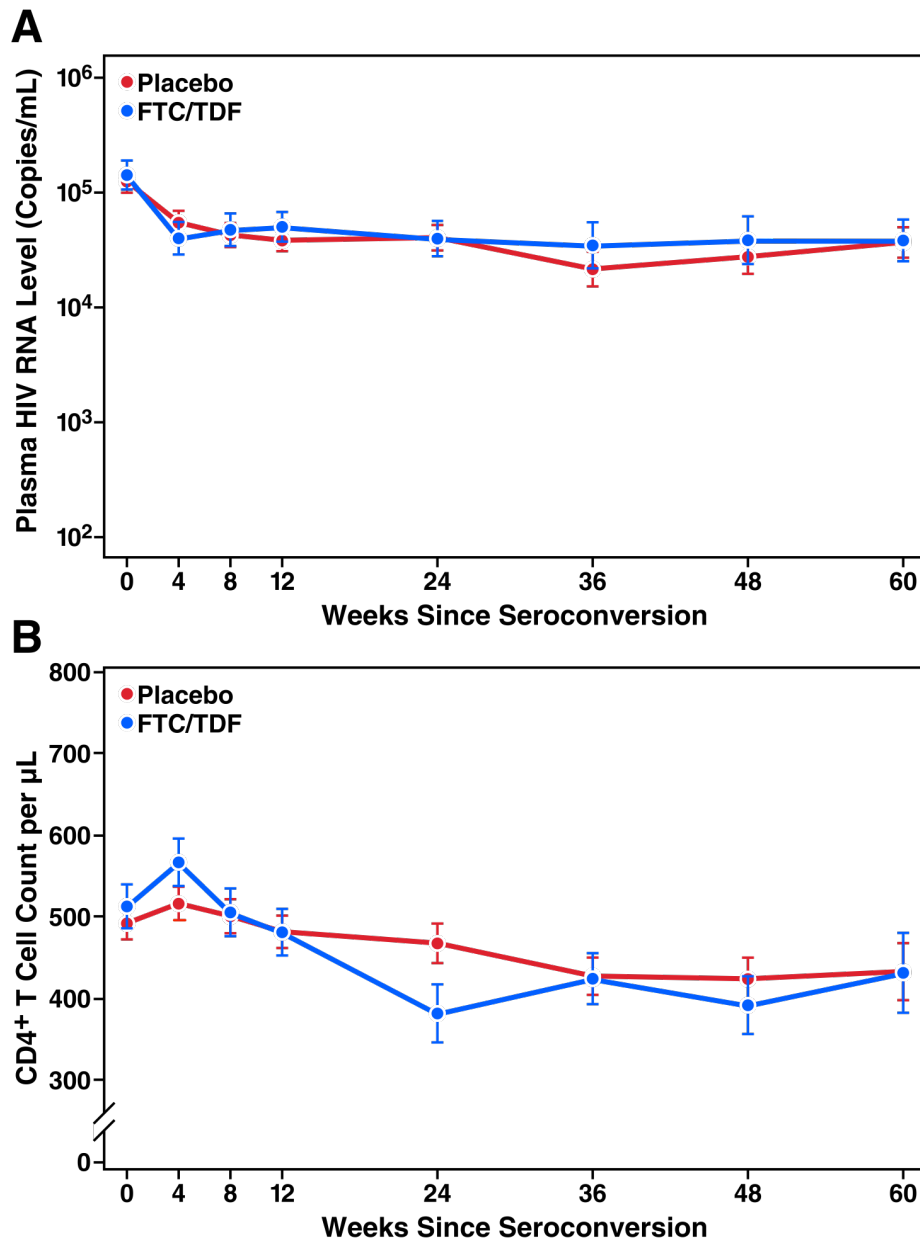 A
Plasma HIV RNA Level (Copies/mL)
10⁶
10⁵
10⁴
10³
10²
Placebo
FTC/TDF
0 4 8 12 24 36 48 60
Weeks Since Seroconversion
B
CD4⁺ T Cell Count per µL
800
700
600
500
400
300
0
Placebo
FTC/TDF
0 4 8 12 24 36 48 60
Weeks Since Seroconversion